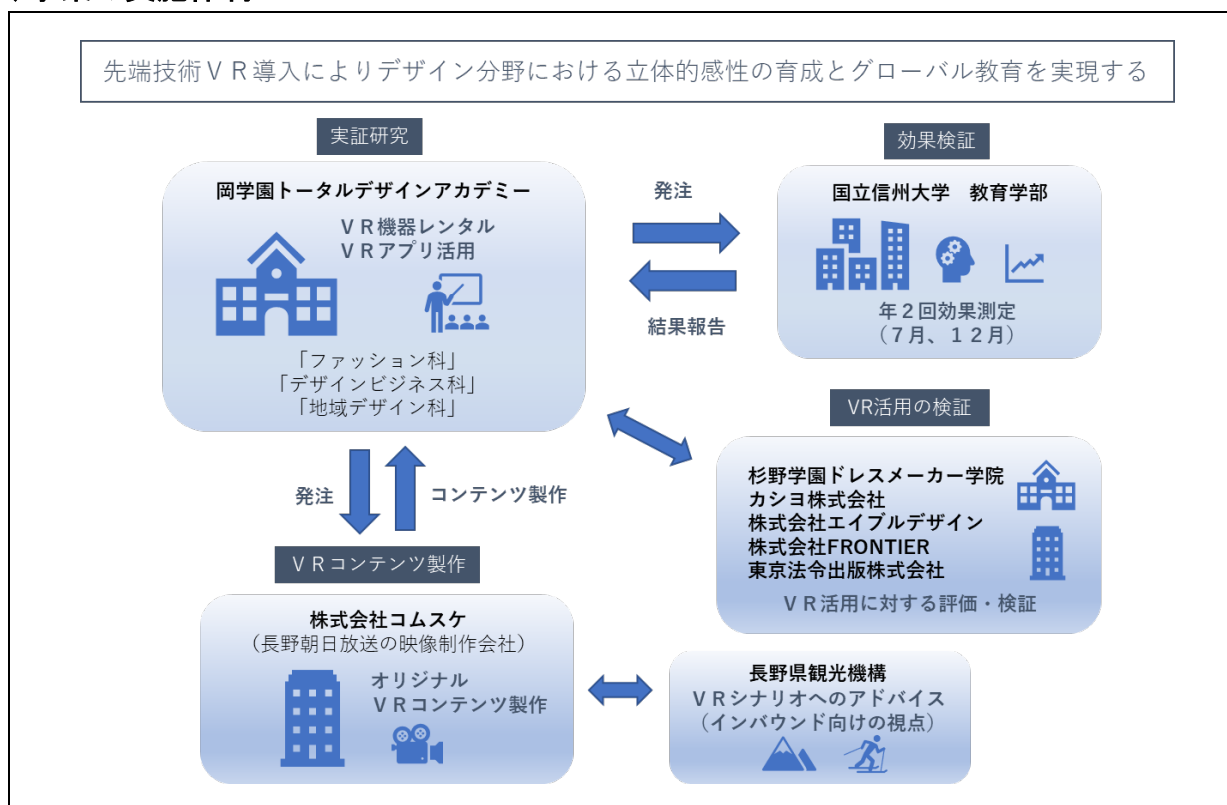 先端技術ＶＲ導入によりデザイン分野における立体的感性の育成とグローバル教育を実現する
実証研究
岡学園トータルデザインアカデミー
ＶＲ機器レンタル
ＶＲアプリ活用
「ファッション科」
「デザインビジネス科」
「地域デザイン科」
発注
結果報告
効果検証
国立信州大学　教育学部
年２回効果測定
（７月、１２月）
VR活用の検証
杉野学園ドレスメーカー学院
カシヨ株式会社
株式会社エイブルデザイン
株式会社FRONTIER
東京法令出版株式会社
ＶＲ活用に対する評価・検証
発注
コンテンツ製作
ＶＲコンテンツ製作
株式会社コムスケ
（長野朝日放送の映像制作会社）
オリジナル
ＶＲコンテンツ製作
長野県観光機構
ＶＲシナリオへのアドバイス
（インバウンド向けの視点）